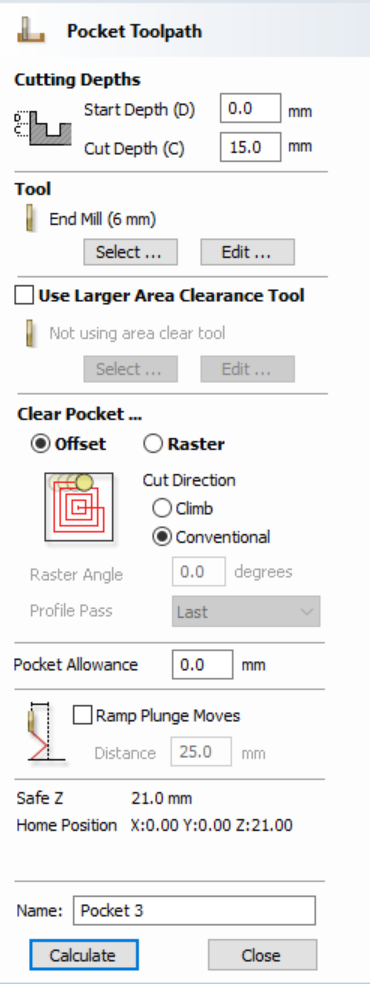 Pocket Toolpath
Cutting Depths
Start Depth (D) 0.0 mm
D
C
Cut Depth (C) 15.0 mm
Tool
End Mill (6 mm)
Select ... Edit ...
Use Larger Area Clearance Tool
Not using area clear tool
Select ... Edit ...
Clear Pocket ...
Offset Raster
Cut Direction
Climb
Conventional
Raster Angle 0.0 degrees
Profile Pass Last
Pocket Allowance 0.0 mm
Ramp Plunge Moves
Distance 25.0 mm
Safe Z 21.0 mm
Home Position X:0.00 Y:0.00 Z:21.00
Name: Pocket 3
Calculate Close